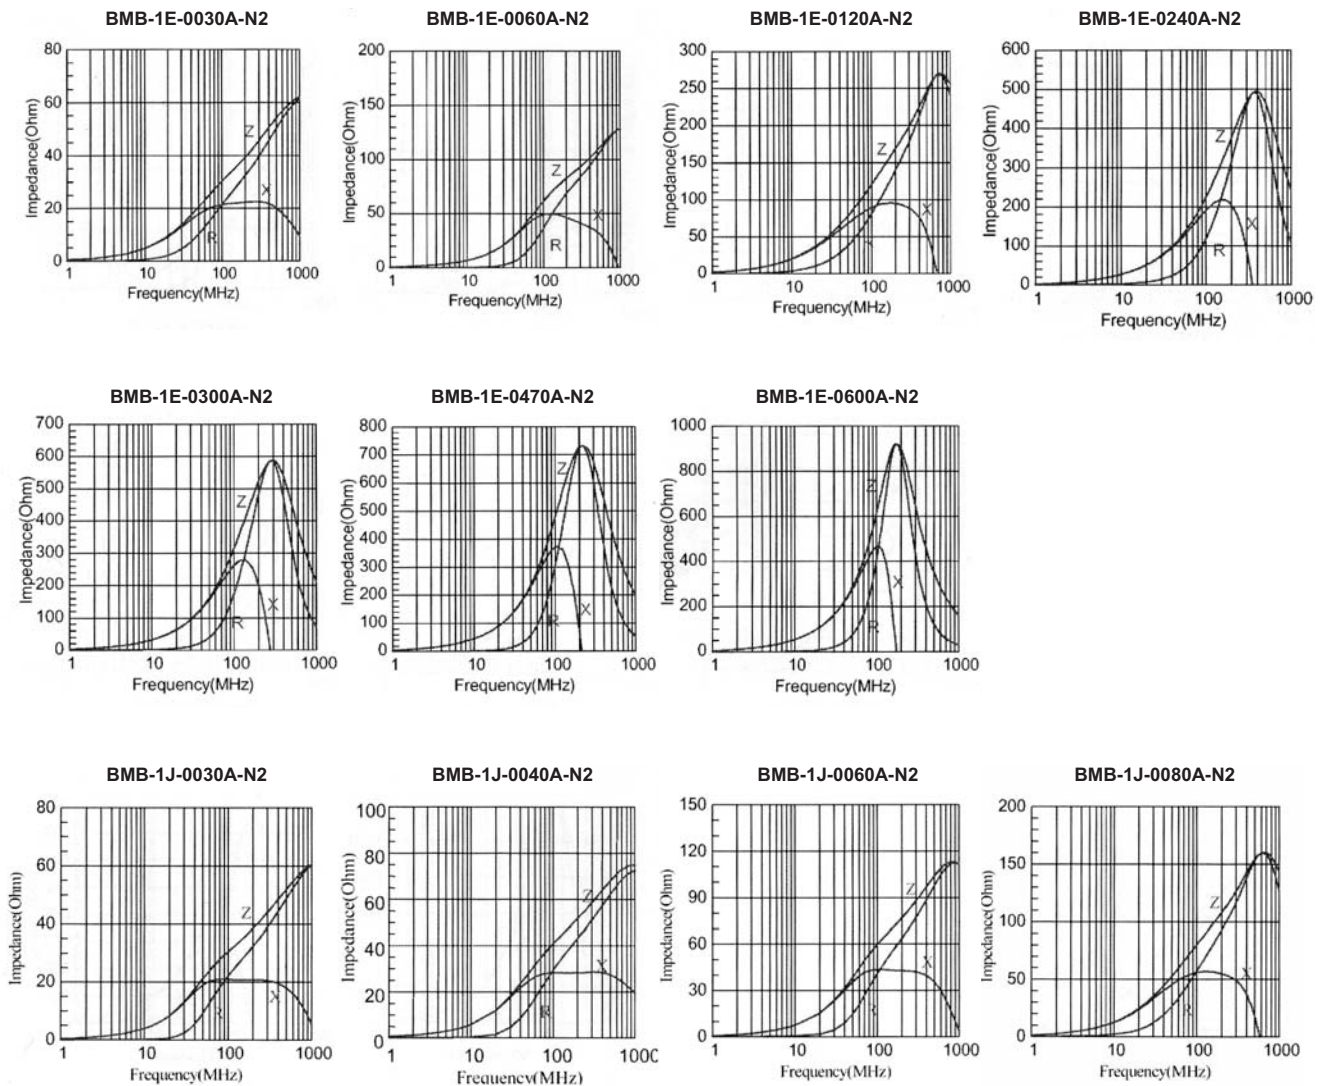 BMB-1E-0030A-N2 BMB-1E-0060A-N2 BMB-1E-0120A-N2 BMB-1E-0240A-N2
80
60
40
20
0
Impedance(Ohm)
Z
X
R
1 10 100 1000
Frequency(MHz)
200
150
100
50
0
Impedance(Ohm)
Z
X
R
1 10 100 1000
Frequency(MHz)
300
250
200
150
100
50
0
Impedance(Ohm)
Z
X
1 10 100 1000
Frequency(MHz)
600
500
400
300
200
100
0
Impedance(Ohm)
Z
X
R
1 10 100 1000
Frequency(MHz)
BMB-1E-0300A-N2 BMB-1E-0470A-N2 BMB-1E-0600A-N2
700
600
500
400
300
200
100
0
Impedance(Ohm)
Z
X
R
1 10 100 1000
Frequency(MHz)
800
700
600
500
400
300
200
100
0
Impedance(Ohm)
Z
X
R
1 10 100 1000
Frequency(MHz)
1000
800
600
400
200
0
Impedance(Ohm)
Z
X
R
1 10 100 1000
Frequency(MHz)
BMB-1J-0030A-N2 BMB-1J-0040A-N2 BMB-1J-0060A-N2 BMB-1J-0080A-N2
80
60
40
20
0
Impedance(Ohm)
Z
X
R
1 10 100 1000
Frequency(MHz)
100
80
60
40
20
0
Impedance(Ohm)
Z
X
R
1 10 100 1000
Frequency(MHz)
150
120
90
60
30
0
Impedance(Ohm)
Z
X
R
1 10 100 1000
Frequency(MHz)
200
150
100
50
0
Impedance(Ohm)
Z
X
R
1 10 100 1000
Frequency(MHz)